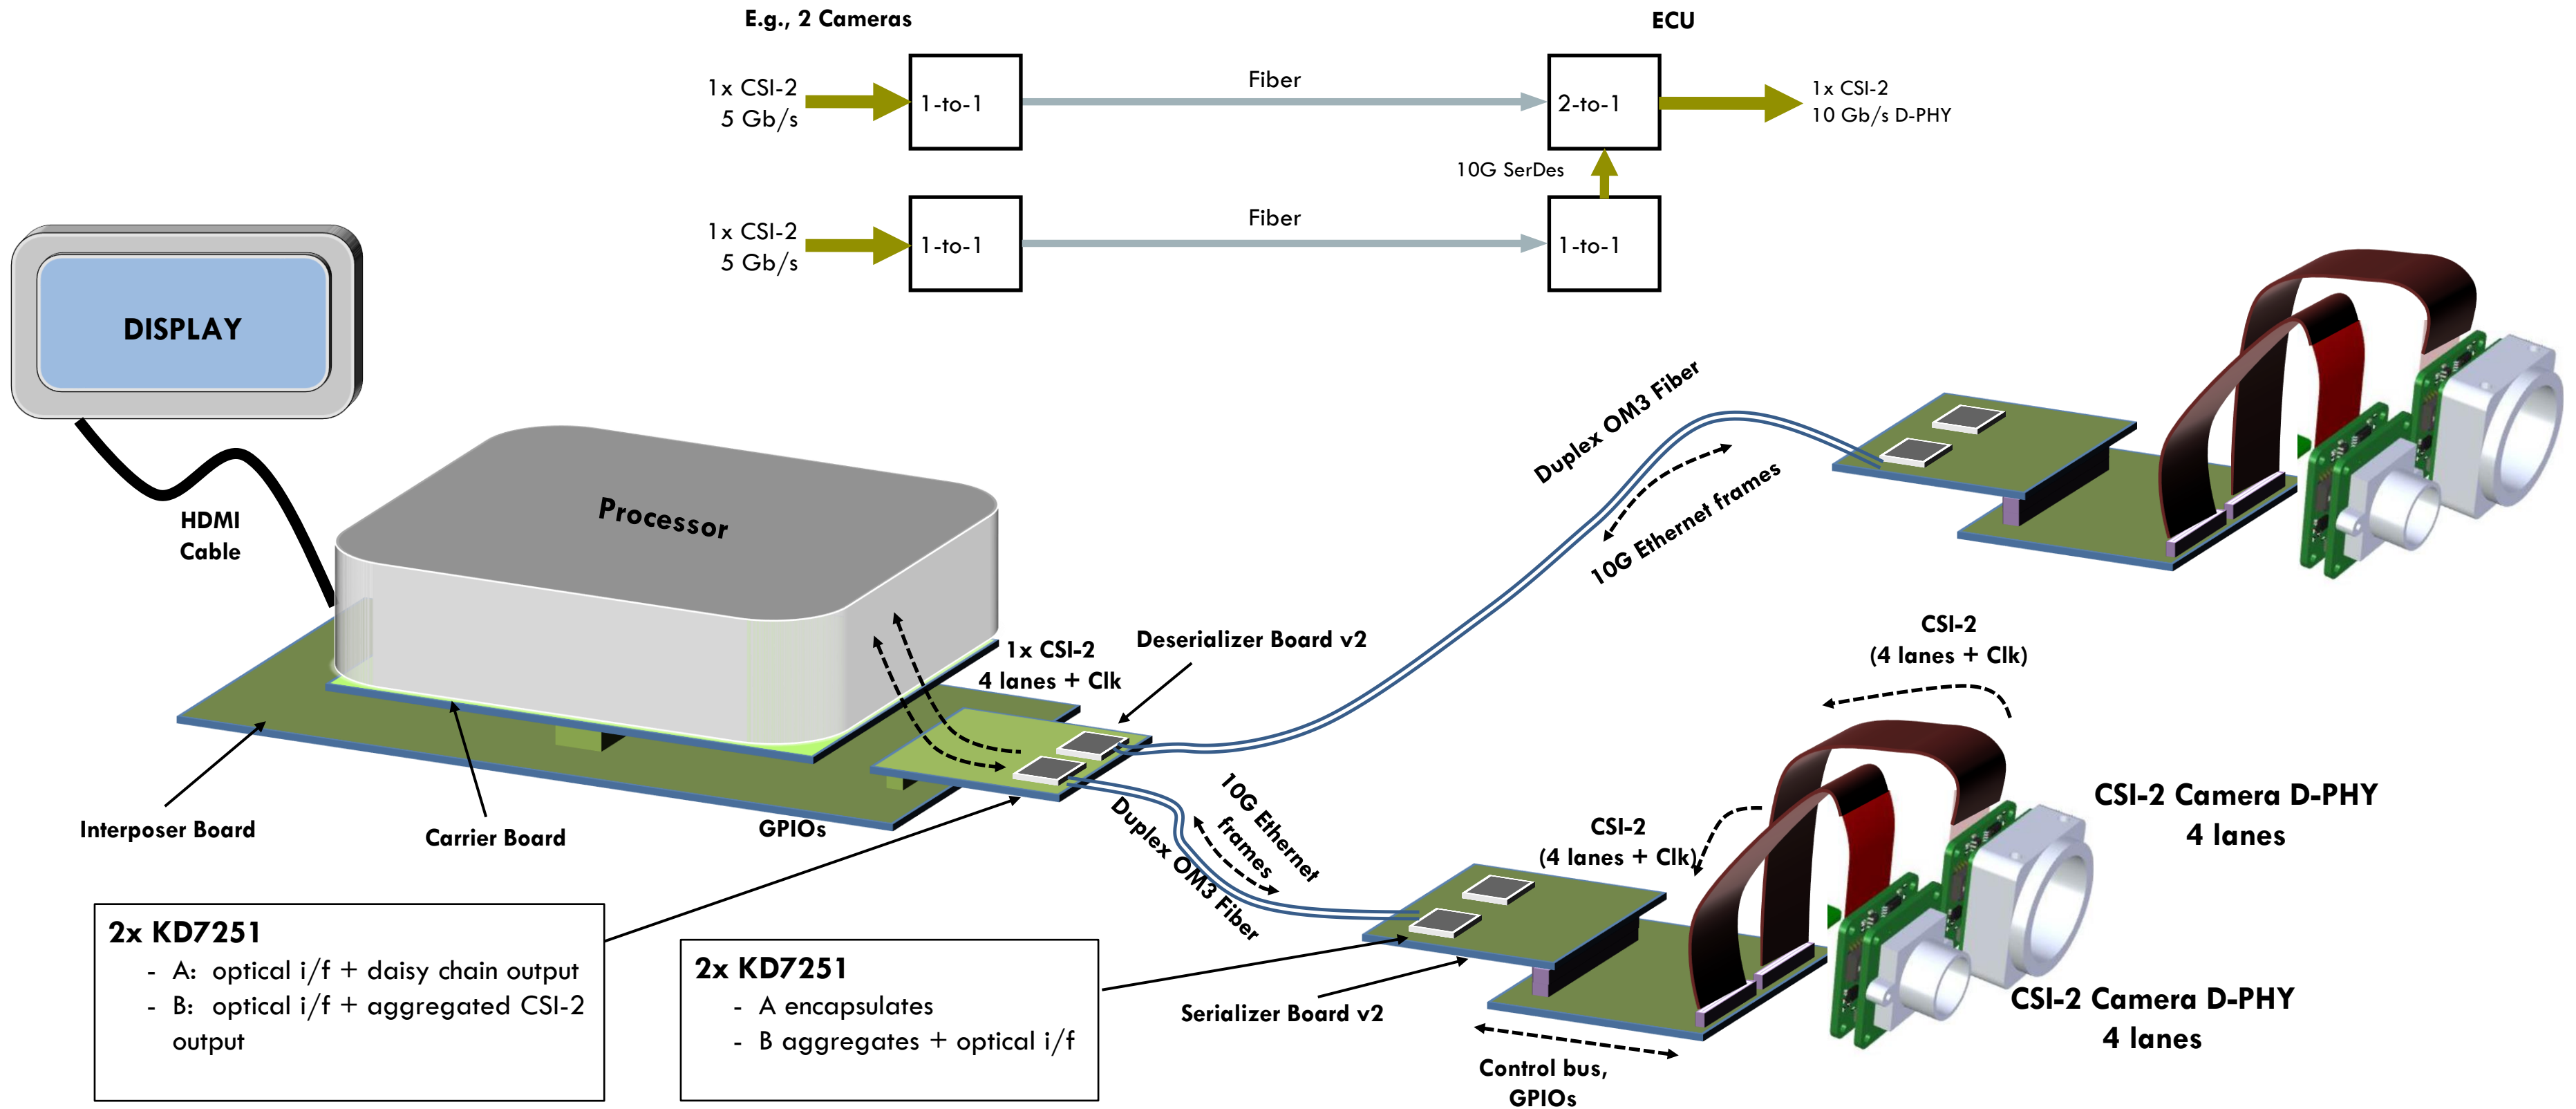 E.g., 2 Cameras
ECU
1x CSI-2
5 Gb/s
1-to-1
Fiber
2-to-1
1x CSI-2
10 Gb/s D-PHY
10G SerDes
1x CSI-2
5 Gb/s
1-to-1
Fiber
1-to-1
DISPLAY
HDMI
Cable
Processor
Duplex OM3 Fiber
10G Ethernet frames
1x CSI-2
4 lanes + Clk
Deserializer Board v2
CSI-2
(4 lanes + Clk)
Interposer Board
Carrier Board
GPIOs
10G Ethernet
frames
Duplex OM3 Fiber
CSI-2
(4 lanes + Clk)
CSI-2 Camera D-PHY
4 lanes
2x KD7251
- A: optical i/f + daisy chain output
- B: optical i/f + aggregated CSI-2
output
2x KD7251
- A encapsulates
- B aggregates + optical i/f
Serializer Board v2
CSI-2 Camera D-PHY
4 lanes
Control bus,
GPIOs